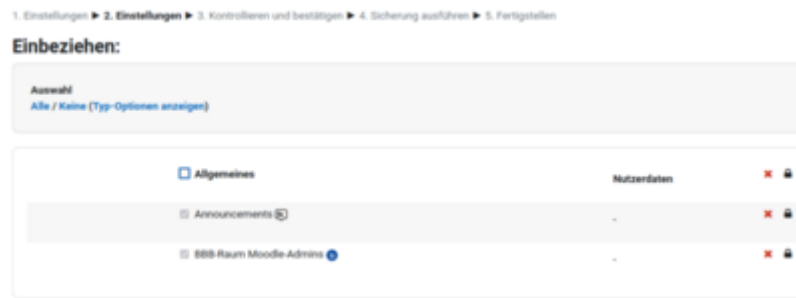 1. Einstellungen ► 2. Einstellungen ► 3. Kontrollieren und bestätigen ► 4. Sicherung ausführen ► 5. Fertigstellen
Einbeziehen:
Auswahl
Alle / Keine (Typ-Optionen anzeigen)
Allgemeines Nutzerdaten
Announcements -
BBB-Raum Moodle-Admins -